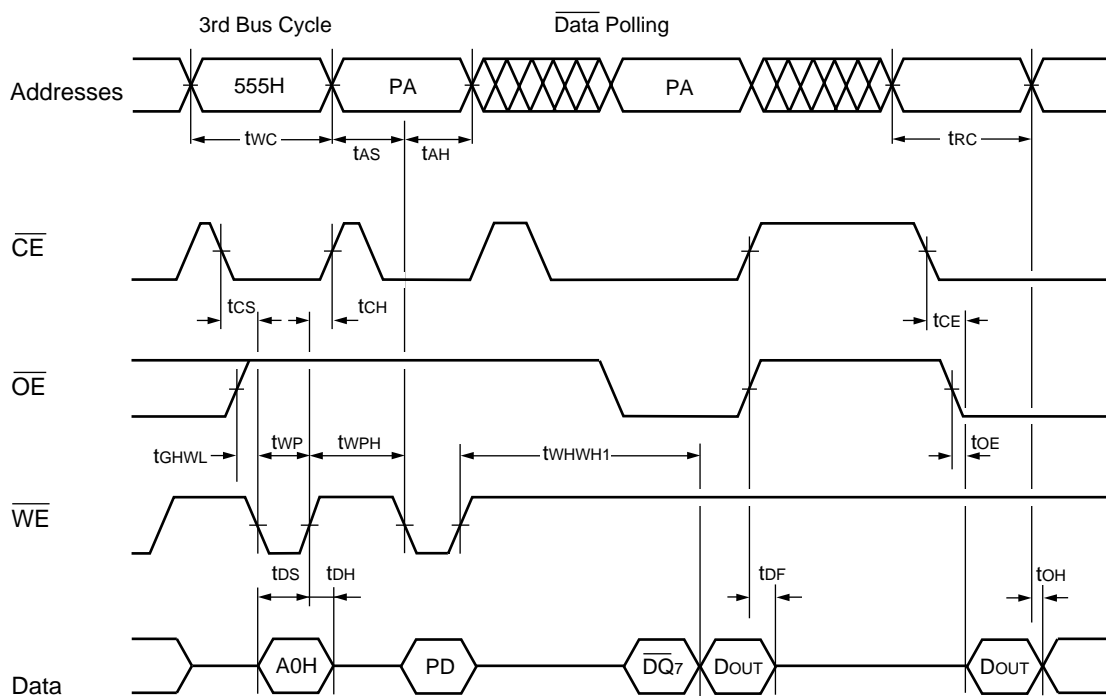 3rd Bus Cycle
Data Polling
Addresses
555H
PA
PA
tWC
tAS
tAH
tRC
CE
tCS
tCH
tCE
OE
tGHWL
tWP
tWPH
tWHWH1
tOE
WE
tDS
tDH
tDF
tOH
Data
A0H
PD
DQ7
DOUT
DOUT